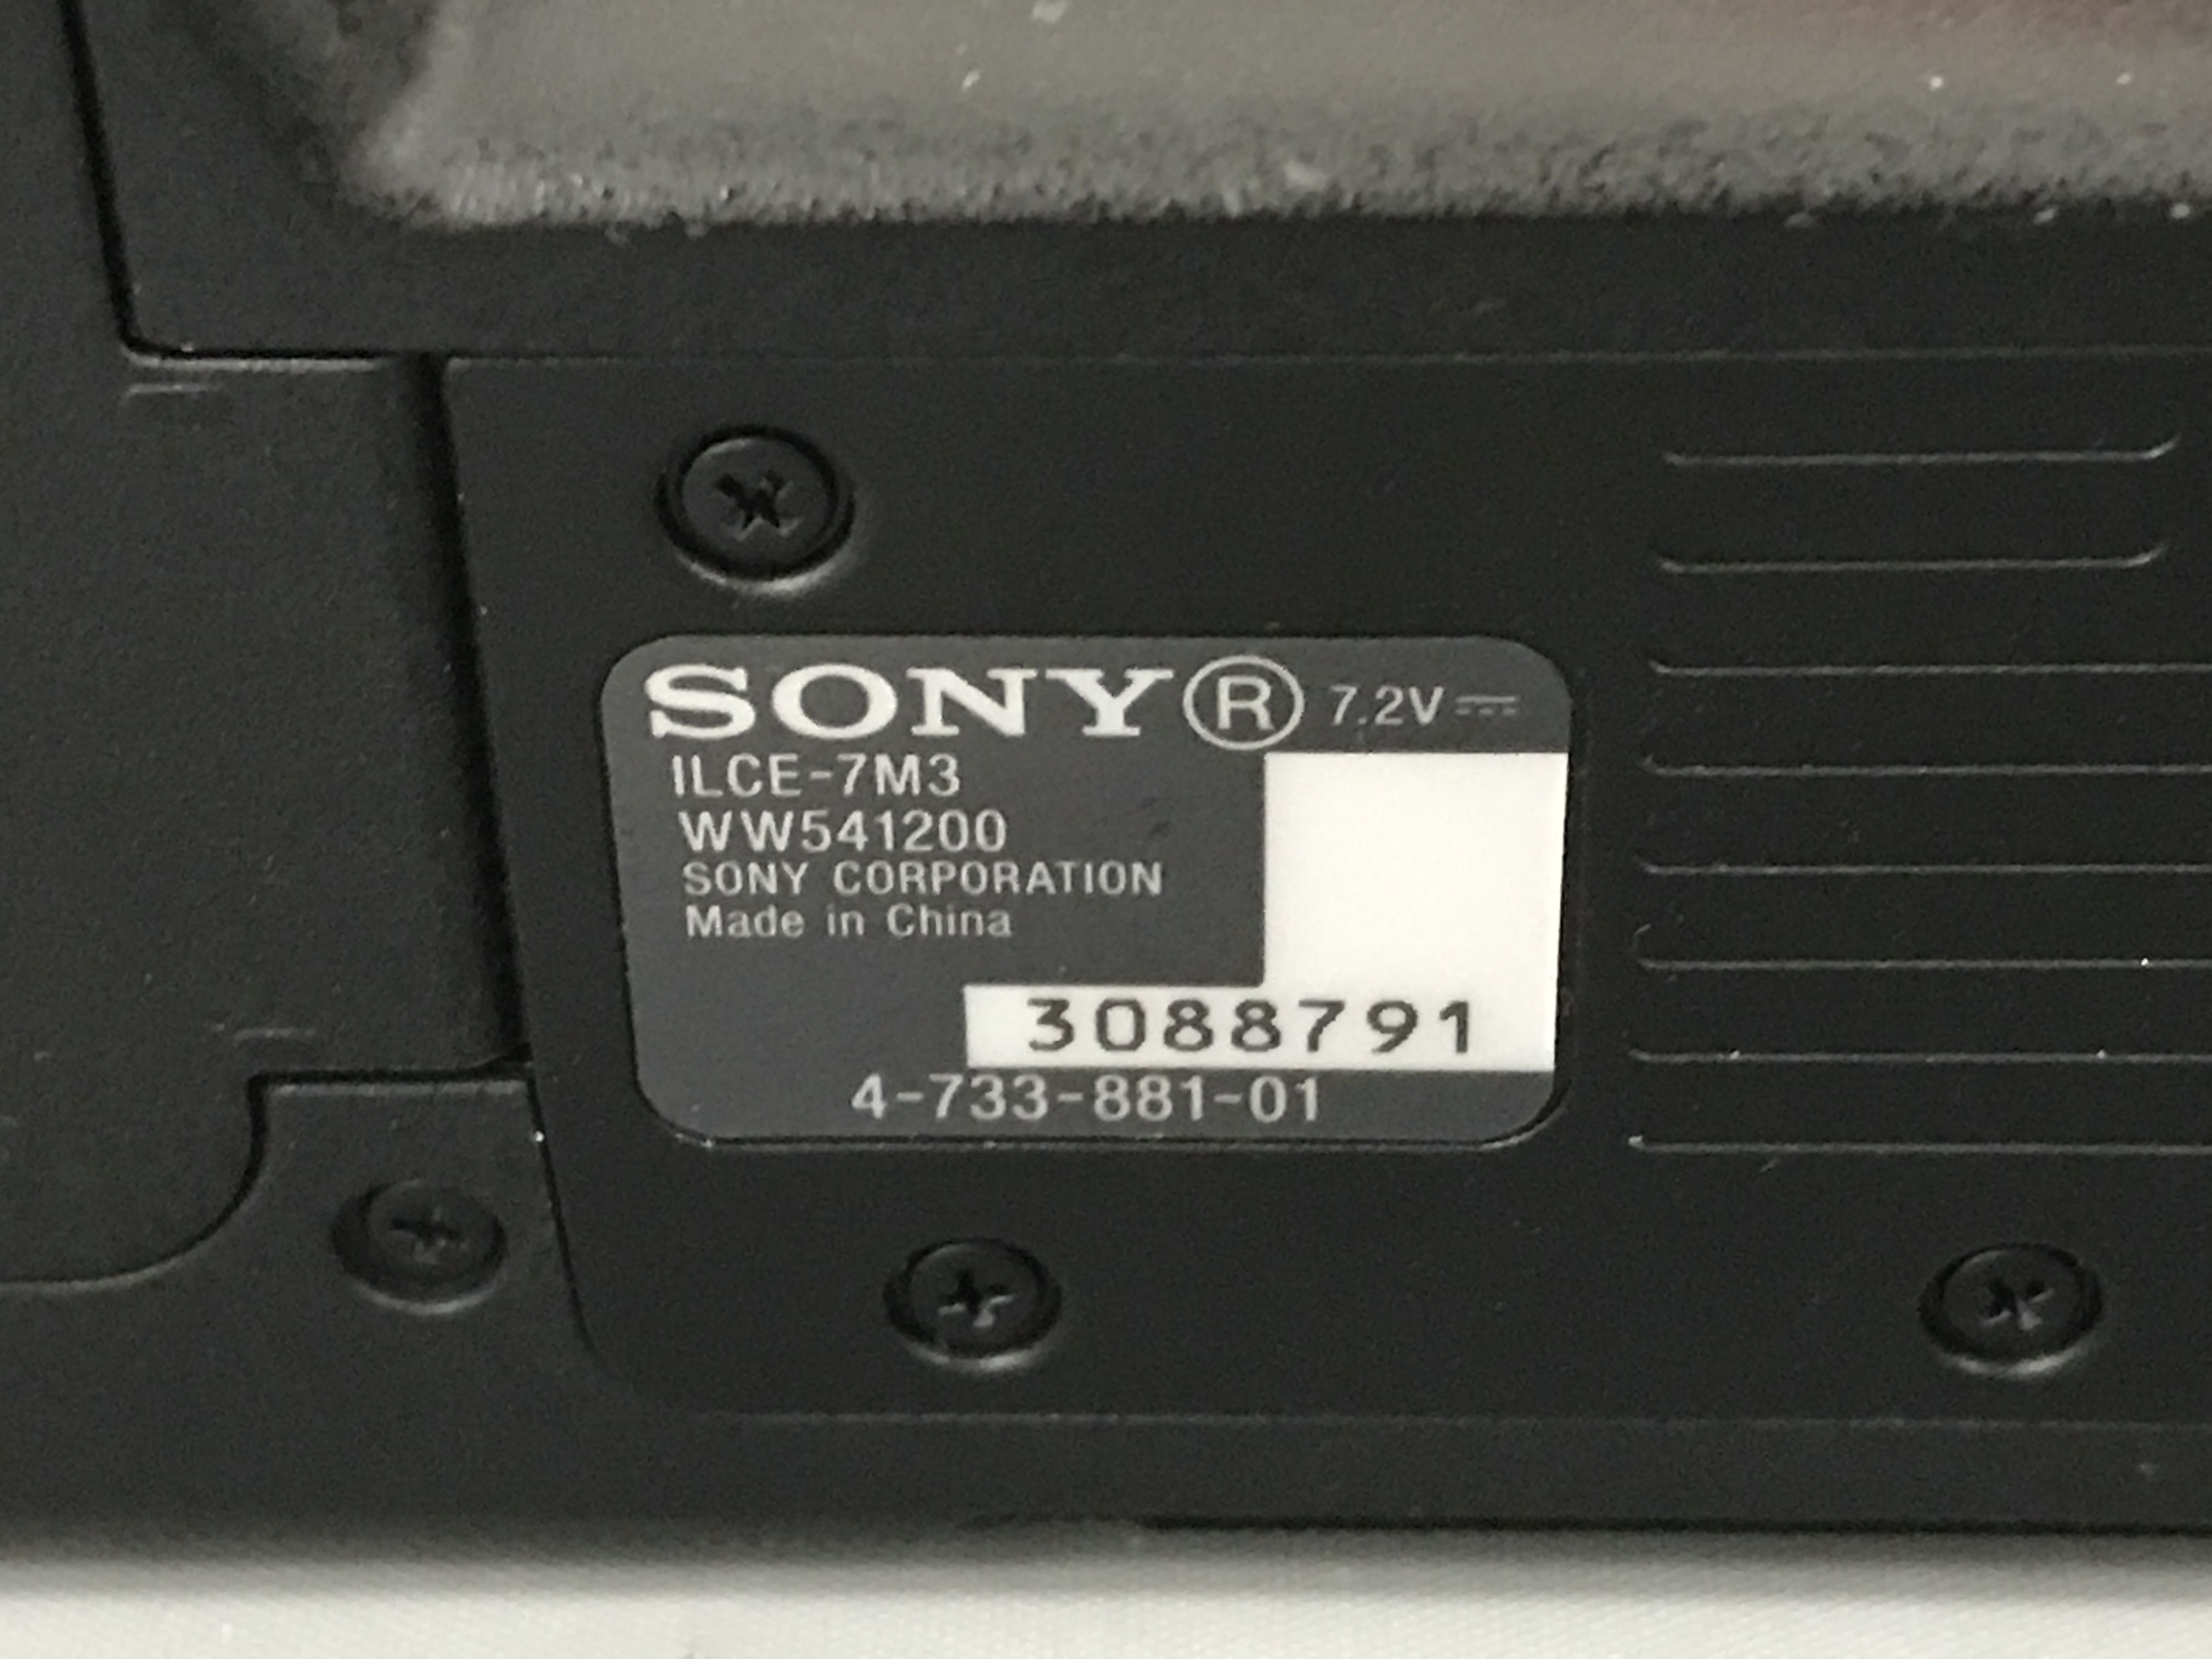 SONY® 7.2V⎓
ILCE-7M3
WW541200
SONY CORPORATION
Made in China
3088791
4-733-881-01